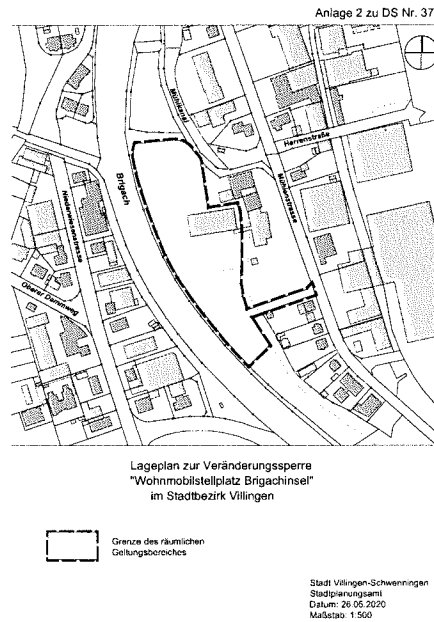 Anlage 2 zu DS Nr. 37
Herrenstraße
Brigach
Niederwiesenstrasse
Mühlenstrasse
Oberer Dammweg
Lageplan zur Veränderungssperre
"Wohnmobilstellplatz Brigachinsel"
im Stadtbezirk Villingen
Grenze des räumlichen
Geltungsbereiches
Stadt Villingen-Schwenningen
Stadtplanungsamt
Datum: 26.05.2020
Maßstab: 1:500